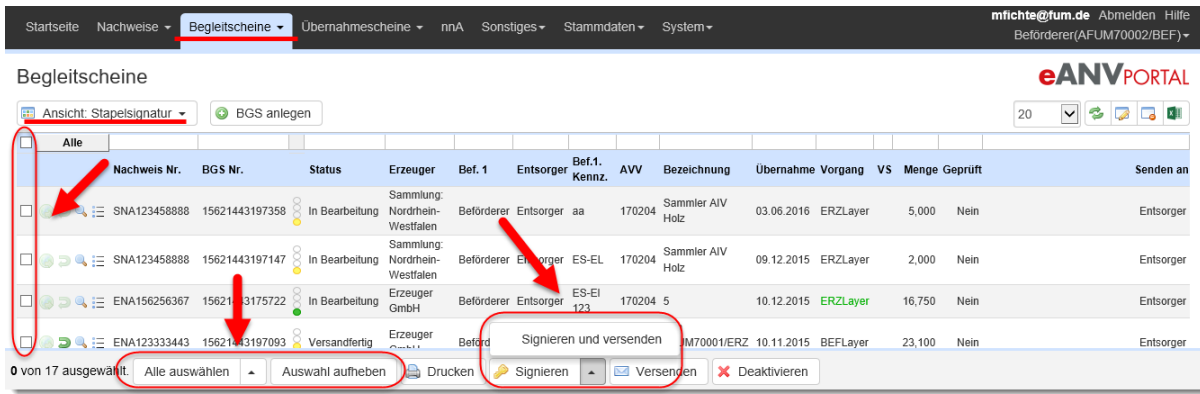 mfichte@fum.de Abmelden Hilfe
Startseite Nachweise Begleitscheine Übernahmescheine nnA Sonstiges Stammdaten System
Beförderer(AFUM70002/BEF)
Begleitscheine
eANVPORTAL
Ansicht: Stapelsignatur BGS anlegen 20
Alle
Nachweis Nr. BGS Nr. Status Erzeuger Bef. 1 Entsorger Bef.1. Kennz. AVV Bezeichnung Übernahme Vorgang VS Menge Geprüft Senden an
SNA123458888 15621443197358 In Bearbeitung Sammlung: Nordrhein-Westfalen Beförderer Entsorger aa 170204 Sammler AIV Holz 03.06.2016 ERZLayer 5,000 Nein Entsorger
SNA123458888 15621443197147 In Bearbeitung Sammlung: Nordrhein-Westfalen Beförderer Entsorger ES-EL 170204 Sammler AIV Holz 09.12.2015 ERZLayer 2,000 Nein Entsorger
ENA156256367 15621443175722 In Bearbeitung Erzeuger GmbH Beförderer Entsorger ES-EI 123 170204 5 10.12.2015 ERZLayer 16,750 Nein Entsorger
ENA123333443 15621443197093 Versandfertig Erzeuger GmbH UM70001/ERZ 10.11.2015 BEFLayer 23,100 Nein Entsorger
Signieren und versenden
0 von 17 ausgewählt. Alle auswählen Auswahl aufheben Drucken Signieren Versenden Deaktivieren